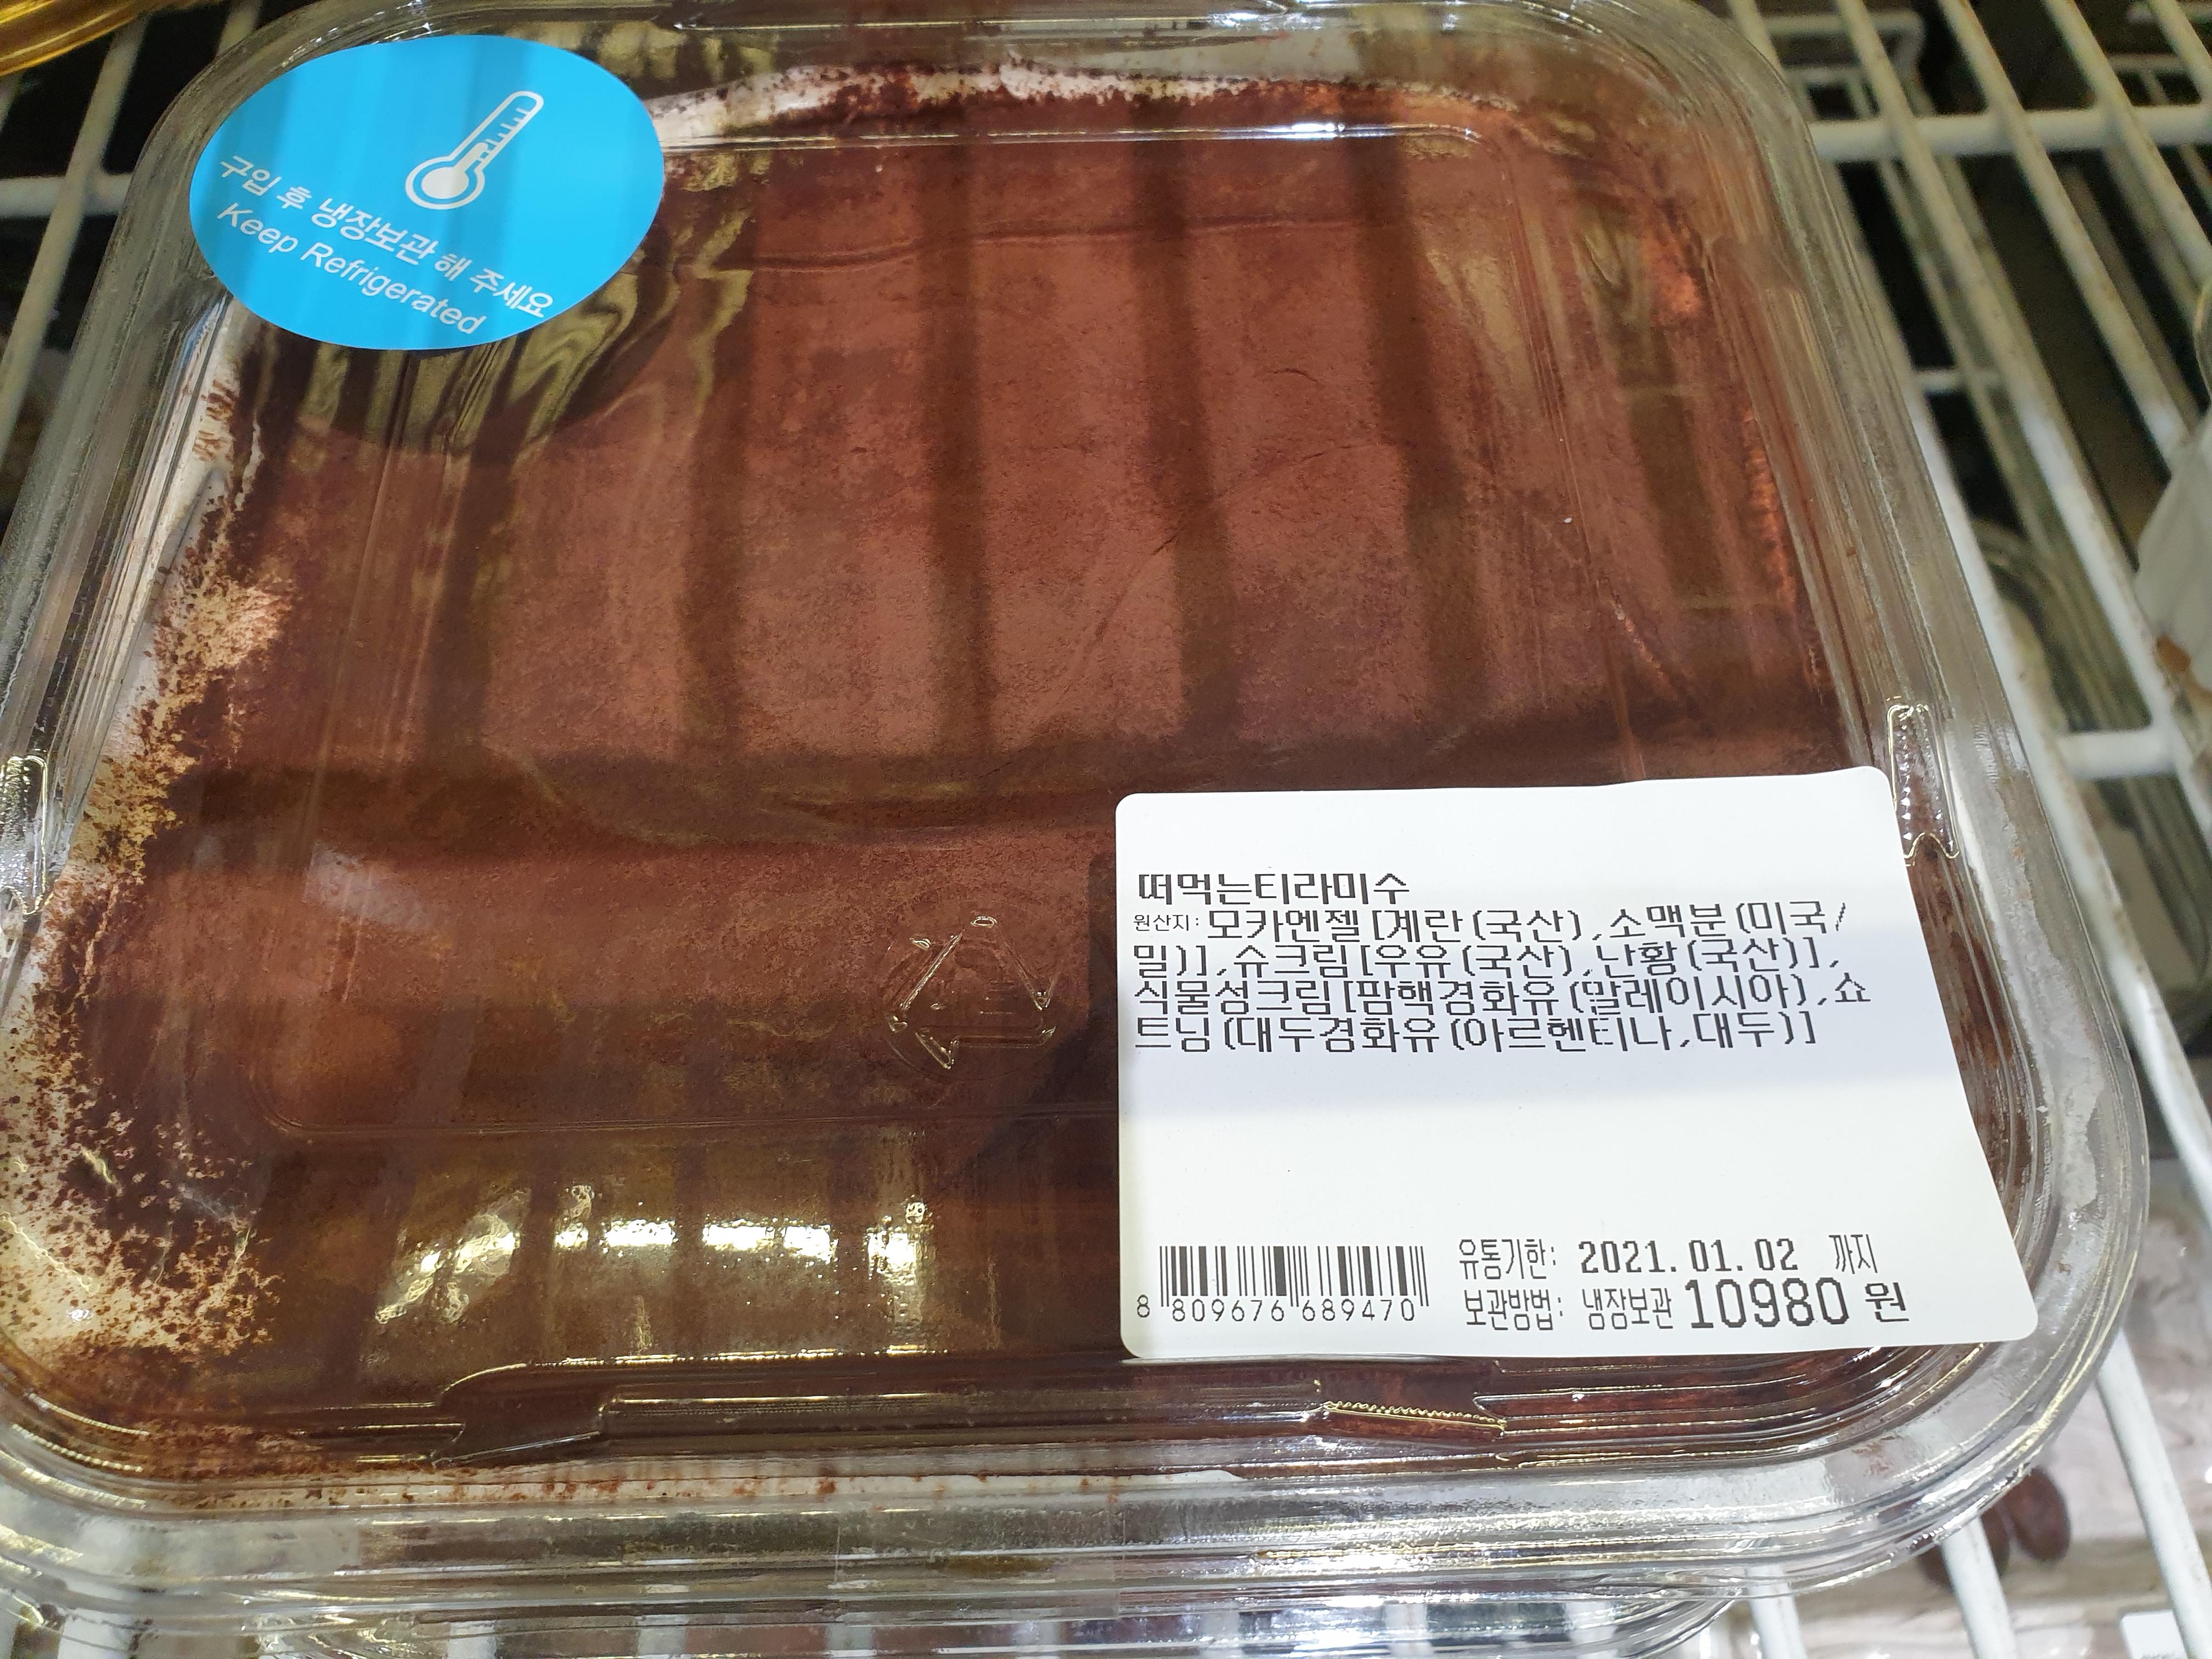 구입 후 냉장보관 해 주세요
Keep Refrigerated
떠먹는티라미수
원산지: 모카엔젤[계란(국산),소맥분(미국/
밀)],슈크림[우유(국산),난황(국산)],
식물성크림[팜핵경화유(말레이시아),쇼
트닝(대두경화유(아르헨티나,대두)]
유통기한: 2021.01.02 까지
보관방법: 냉장보관 10980 원
8 809676 689470